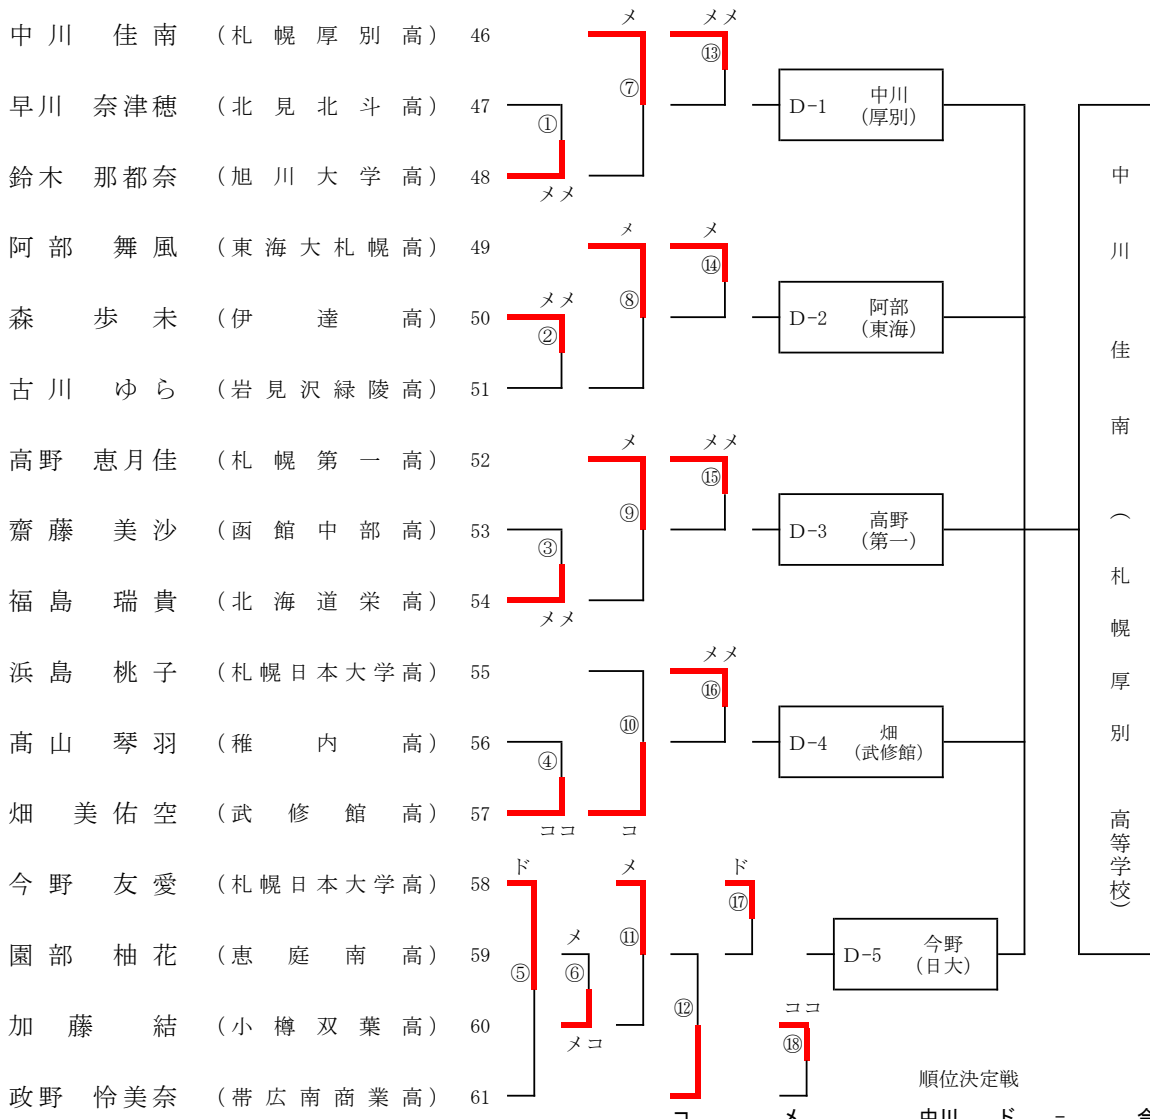 メ メメ
中川 佳南 (札幌厚別高) 46
⑬
⑦
D-1 中川
(厚別)
早川 奈津穂 (北見北斗高) 47
①
鈴木 那都奈 (旭川大学高) 48
メメ
メ メ
阿部 舞風 (東海大札幌高) 49
⑭
メメ ⑧
D-2 阿部
(東海)
森 歩未 (伊達高) 50
②
古川 ゆら (岩見沢緑陵高) 51
メ メメ
高野 恵月佳 (札幌第一高) 52
⑮
⑨
D-3 高野
(第一)
齋藤 美沙 (函館中部高) 53
③
福島 瑞貴 (北海道栄高) 54
メメ
メメ
浜島 桃子 (札幌日本大学高) 55
⑯
⑩
D-4 畑
(武修館)
髙山 琴羽 (稚内高) 56
④
畑 美佑空 (武修館高) 57
ココ コ
ド メ ド
今野 友愛 (札幌日本大学高) 58
⑰
メ ⑪
D-5 今野
(日大)
園部 柚花 (恵庭南高) 59
⑤ ⑥
⑫ ココ
加藤 結 (小樽双葉高) 60
メコ ⑱
政野 怜美奈 (帯広南商業高) 61
コ メ
中川佳南(札幌厚別高等学校)
順位決定戦
中川 ド -